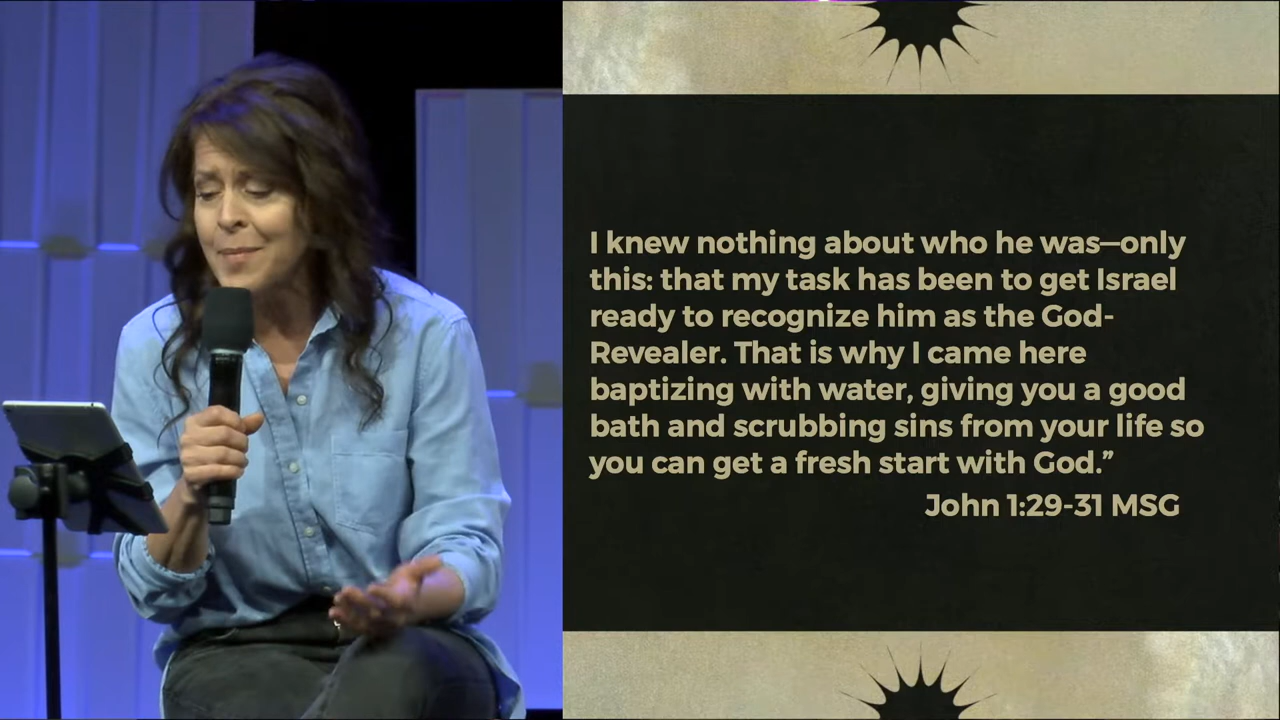 I knew nothing about who he was—only
this: that my task has been to get Israel
ready to recognize him as the God-
Revealer. That is why I came here
baptizing with water, giving you a good
bath and scrubbing sins from your life so
you can get a fresh start with God.”
John 1:29-31 MSG